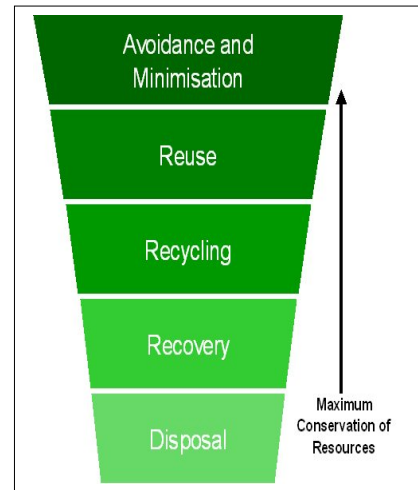 Avoidance and
Minimisation
Reuse
Recycling
Recovery
Disposal
Maximum
Conservation of
Resources